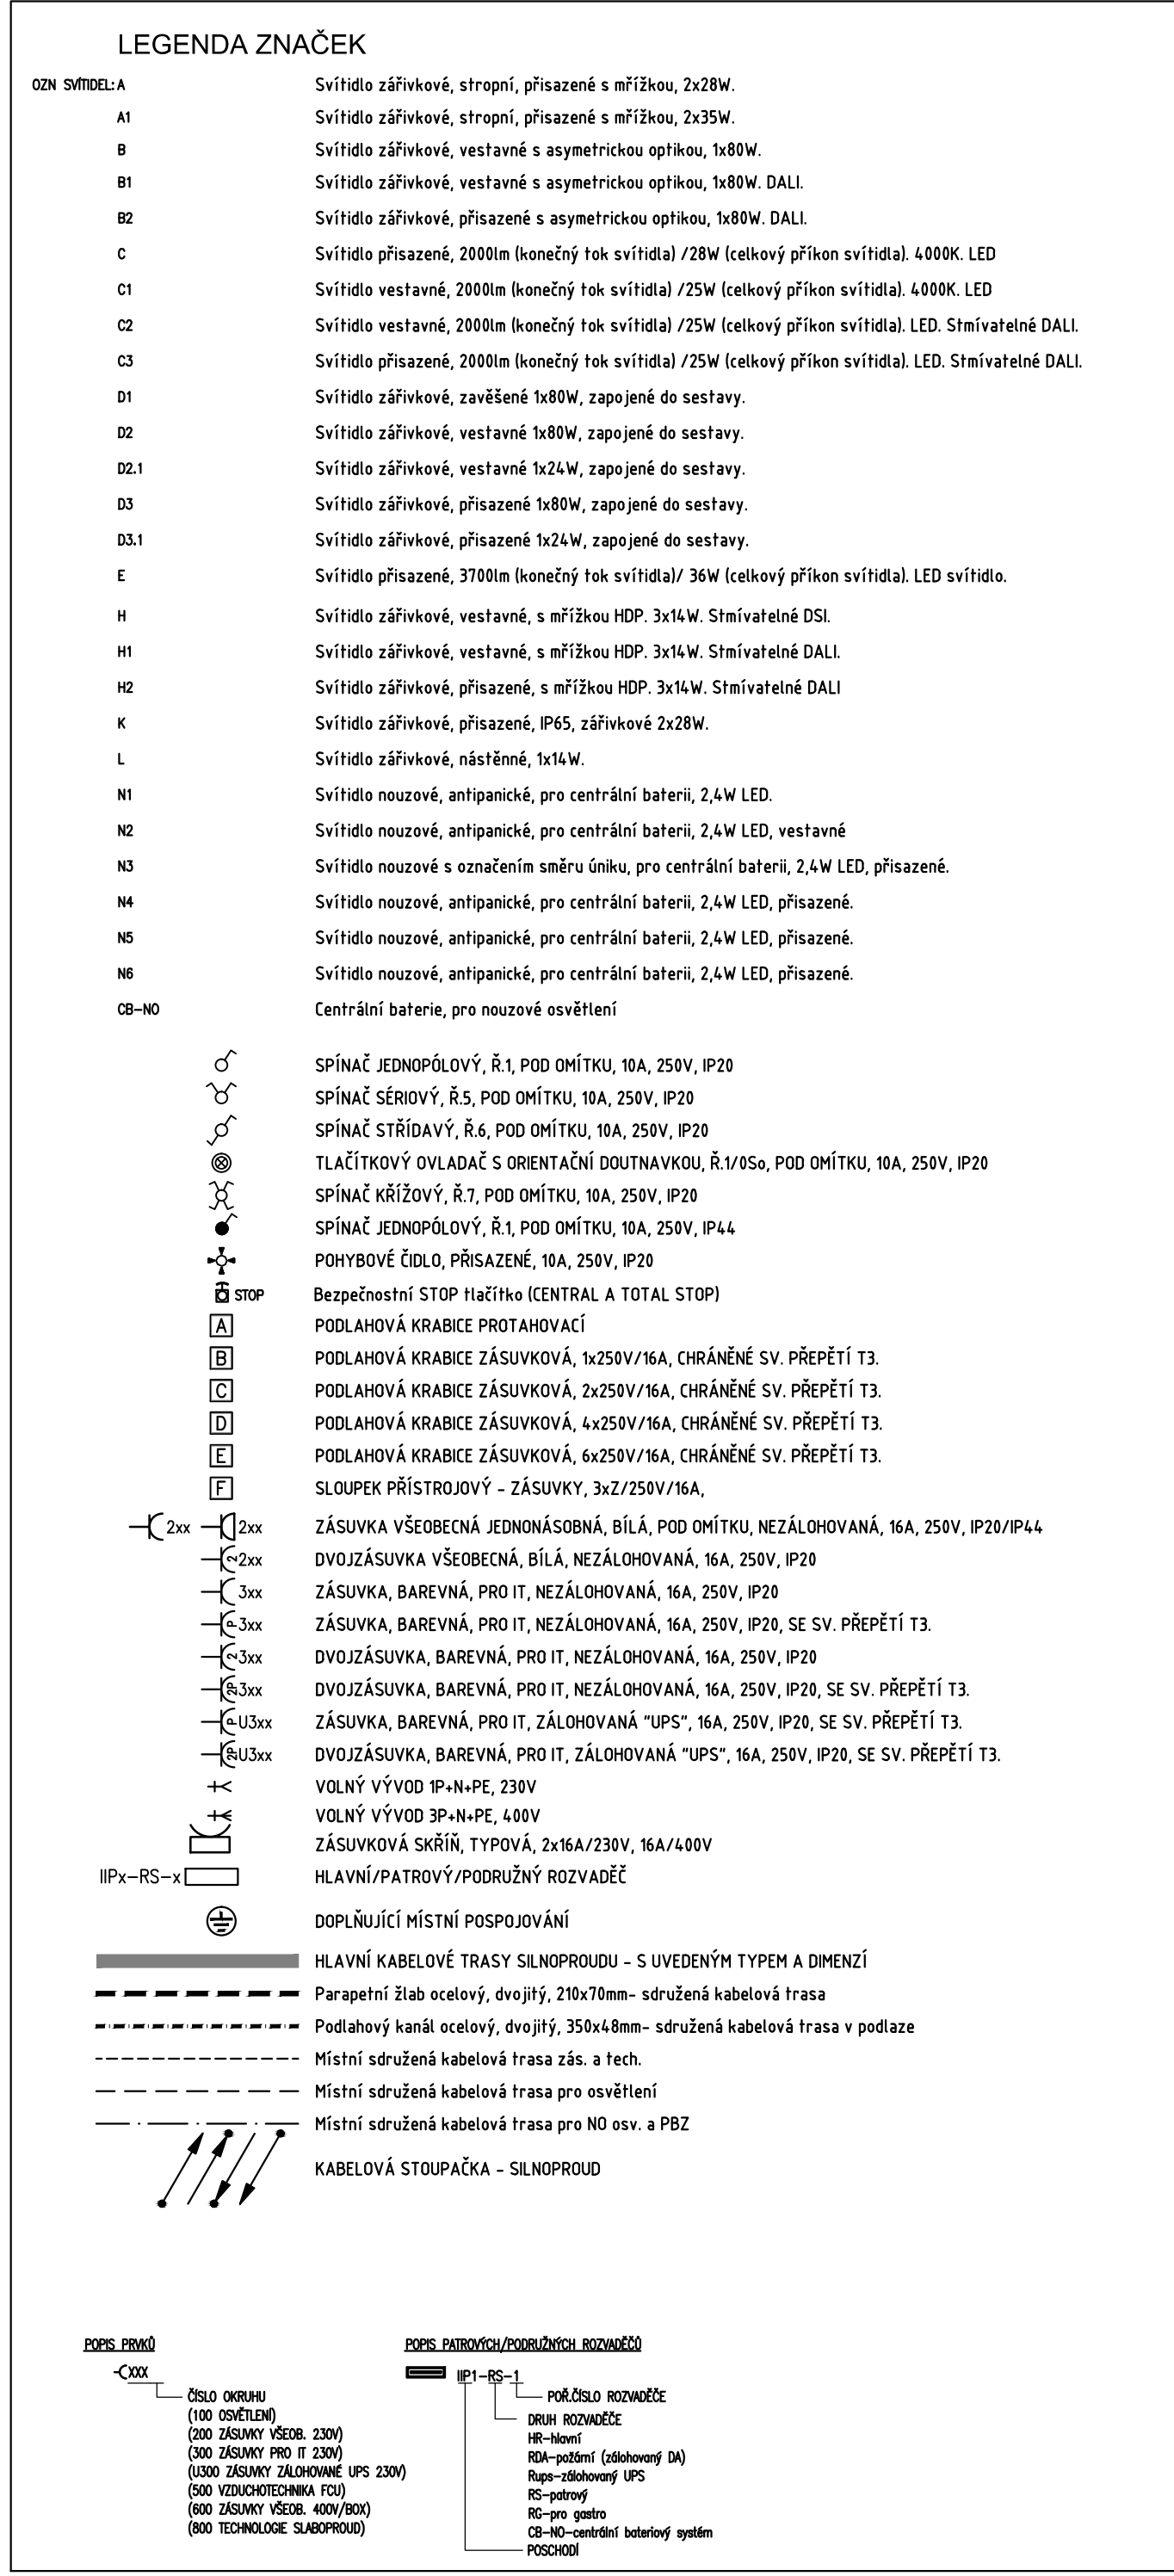 LEGENDA ZNAČEK
OZN SVÍTIDEL: A Svítidlo zářivkové, stropní, přisazené s mřížkou, 2x28W.
A1 Svítidlo zářivkové, stropní, přisazené s mřížkou, 2x35W.
B Svítidlo zářivkové, vestavné s asymetrickou optikou, 1x80W.
B1 Svítidlo zářivkové, vestavné s asymetrickou optikou, 1x80W. DALI.
B2 Svítidlo zářivkové, přisazené s asymetrickou optikou, 1x80W. DALI.
C Svítidlo přisazené, 2000lm (konečný tok svítidla) /28W (celkový příkon svítidla). 4000K. LED
C1 Svítidlo vestavné, 2000lm (konečný tok svítidla) /25W (celkový příkon svítidla). 4000K. LED
C2 Svítidlo vestavné, 2000lm (konečný tok svítidla) /25W (celkový příkon svítidla). LED. Stmívatelné DALI.
C3 Svítidlo přisazené, 2000lm (konečný tok svítidla) /25W (celkový příkon svítidla). LED. Stmívatelné DALI.
D1 Svítidlo zářivkové, zavěšené 1x80W, zapojené do sestavy.
D2 Svítidlo zářivkové, vestavné 1x80W, zapojené do sestavy.
D2.1 Svítidlo zářivkové, vestavné 1x24W, zapojené do sestavy.
D3 Svítidlo zářivkové, přisazené 1x80W, zapojené do sestavy.
D3.1 Svítidlo zářivkové, přisazené 1x24W, zapojené do sestavy.
E Svítidlo přisazené, 3700lm (konečný tok svítidla)/ 36W (celkový příkon svítidla). LED svítidlo.
H Svítidlo zářivkové, vestavné, s mřížkou HDP. 3x14W. Stmívatelné DSI.
H1 Svítidlo zářivkové, vestavné, s mřížkou HDP. 3x14W. Stmívatelné DALI.
H2 Svítidlo zářivkové, přisazené, s mřížkou HDP. 3x14W. Stmívatelné DALI
K Svítidlo zářivkové, přisazené, IP65, zářivkové 2x28W.
L Svítidlo zářivkové, nástěnné, 1x14W.
N1 Svítidlo nouzové, antipanické, pro centrální baterii, 2,4W LED.
N2 Svítidlo nouzové, antipanické, pro centrální baterii, 2,4W LED, vestavné
N3 Svítidlo nouzové s označením směru úniku, pro centrální baterii, 2,4W LED, přisazené.
N4 Svítidlo nouzové, antipanické, pro centrální baterii, 2,4W LED, přisazené.
N5 Svítidlo nouzové, antipanické, pro centrální baterii, 2,4W LED, přisazené.
N6 Svítidlo nouzové, antipanické, pro centrální baterii, 2,4W LED, přisazené.
CB-NO Centrální baterie, pro nouzové osvětlení
SPÍNAČ JEDNOPÓLOVÝ, Ř.1, POD OMÍTKU, 10A, 250V, IP20
SPÍNAČ SÉRIOVÝ, Ř.5, POD OMÍTKU, 10A, 250V, IP20
SPÍNAČ STŘÍDAVÝ, Ř.6, POD OMÍTKU, 10A, 250V, IP20
TLAČÍTKOVÝ OVLADAČ S ORIENTAČNÍ DOUTNAVKOU, Ř.1/0So, POD OMÍTKU, 10A, 250V, IP20
SPÍNAČ KŘÍŽOVÝ, Ř.7, POD OMÍTKU, 10A, 250V, IP20
SPÍNAČ JEDNOPÓLOVÝ, Ř.1, POD OMÍTKU, 10A, 250V, IP44
POHYBOVÉ ČIDLO, PŘISAZENÉ, 10A, 250V, IP20
STOP Bezpečnostní STOP tlačítko (CENTRAL A TOTAL STOP)
A PODLAHOVÁ KRABICE PROTAHOVACÍ
B PODLAHOVÁ KRABICE ZÁSUVKOVÁ, 1x250V/16A, CHRÁNĚNÉ SV. PŘEPĚTÍ T3.
C PODLAHOVÁ KRABICE ZÁSUVKOVÁ, 2x250V/16A, CHRÁNĚNÉ SV. PŘEPĚTÍ T3.
D PODLAHOVÁ KRABICE ZÁSUVKOVÁ, 4x250V/16A, CHRÁNĚNÉ SV. PŘEPĚTÍ T3.
E PODLAHOVÁ KRABICE ZÁSUVKOVÁ, 6x250V/16A, CHRÁNĚNÉ SV. PŘEPĚTÍ T3.
F SLOUPEK PŘÍSTROJOVÝ - ZÁSUVKY, 3xZ/250V/16A,
2xx 2xx ZÁSUVKA VŠEOBECNÁ JEDNONÁSOBNÁ, BÍLÁ, POD OMÍTKU, NEZÁLOHOVANÁ, 16A, 250V, IP20/IP44
2 2xx DVOJZÁSUVKA VŠEOBECNÁ, BÍLÁ, NEZÁLOHOVANÁ, 16A, 250V, IP20
3xx ZÁSUVKA, BAREVNÁ, PRO IT, NEZÁLOHOVANÁ, 16A, 250V, IP20
P 3xx ZÁSUVKA, BAREVNÁ, PRO IT, NEZÁLOHOVANÁ, 16A, 250V, IP20, SE SV. PŘEPĚTÍ T3.
2 3xx DVOJZÁSUVKA, BAREVNÁ, PRO IT, NEZÁLOHOVANÁ, 16A, 250V, IP20
2P 3xx DVOJZÁSUVKA, BAREVNÁ, PRO IT, NEZÁLOHOVANÁ, 16A, 250V, IP20, SE SV. PŘEPĚTÍ T3.
P U3xx ZÁSUVKA, BAREVNÁ, PRO IT, ZÁLOHOVANÁ "UPS", 16A, 250V, IP20, SE SV. PŘEPĚTÍ T3.
2P U3xx DVOJZÁSUVKA, BAREVNÁ, PRO IT, ZÁLOHOVANÁ "UPS", 16A, 250V, IP20, SE SV. PŘEPĚTÍ T3.
VOLNÝ VÝVOD 1P+N+PE, 230V
VOLNÝ VÝVOD 3P+N+PE, 400V
ZÁSUVKOVÁ SKŘÍŇ, TYPOVÁ, 2x16A/230V, 16A/400V
IIPx-RS-x HLAVNÍ/PATROVÝ/PODRUŽNÝ ROZVADĚČ
DOPLŇUJÍCÍ MÍSTNÍ POSPOJOVÁNÍ
HLAVNÍ KABELOVÉ TRASY SILNOPROUDU - S UVEDENÝM TYPEM A DIMENZÍ
Parapetní žlab ocelový, dvojitý, 210x70mm- sdružená kabelová trasa
Podlahový kanál ocelový, dvojitý, 350x48mm- sdružená kabelová trasa v podlaze
Místní sdružená kabelová trasa zás. a tech.
Místní sdružená kabelová trasa pro osvětlení
Místní sdružená kabelová trasa pro NO osv. a PBZ
KABELOVÁ STOUPAČKA - SILNOPROUD
POPIS PRVKŮ
XXX
ČÍSLO OKRUHU
(100 OSVĚTLENÍ)
(200 ZÁSUVKY VŠEOB. 230V)
(300 ZÁSUVKY PRO IT 230V)
(U300 ZÁSUVKY ZÁLOHOVANÉ UPS 230V)
(500 VZDUCHOTECHNIKA FCU)
(600 ZÁSUVKY VŠEOB. 400V/BOX)
(800 TECHNOLOGIE SLABOPROUD)
POPIS PATROVÝCH/PODRUŽNÝCH ROZVADĚČŮ
IIP1-RS-1
POŘ.ČÍSLO ROZVADĚČE
DRUH ROZVADĚČE
HR-hlavní
RDA-požární (zálohovaný DA)
Rups-zálohovaný UPS
RS-patrový
RG-pro gastro
CB-NO-centrální bateriový systém
POSCHODÍ